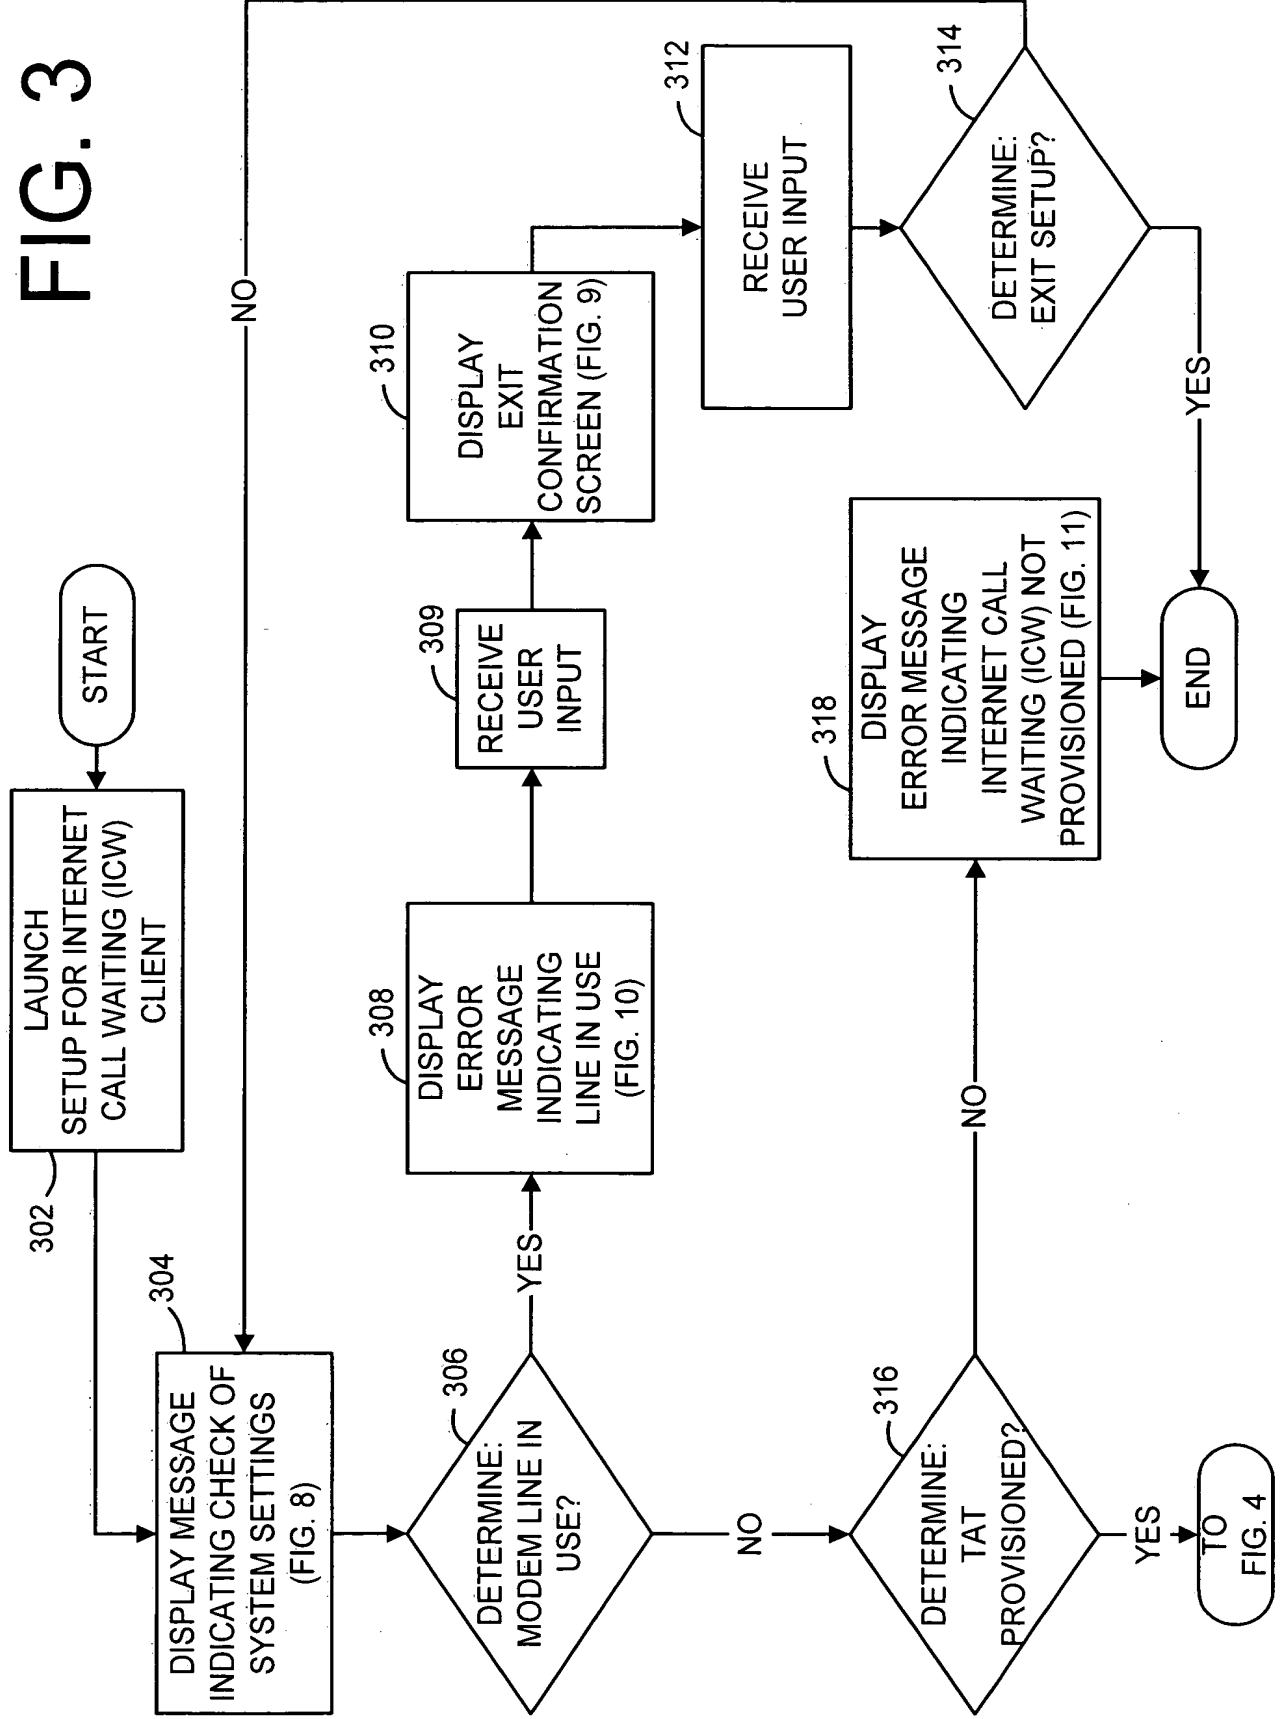 FIG. 3
START
LAUNCH
SETUP FOR INTERNET
CALL WAITING (ICW)
CLIENT
302
304
DISPLAY MESSAGE
INDICATING CHECK OF
SYSTEM SETTINGS
(FIG. 8)
NO
306
DETERMINE:
MODEM LINE IN
USE?
YES
308
DISPLAY
ERROR
MESSAGE
INDICATING
LINE IN USE
(FIG. 10)
309
RECEIVE
USER
INPUT
310
DISPLAY
EXIT
CONFIRMATION
SCREEN (FIG. 9)
312
RECEIVE
USER INPUT
314
DETERMINE:
EXIT SETUP?
YES
NO
316
DETERMINE:
TAT
PROVISIONED?
NO
318
DISPLAY
ERROR MESSAGE
INDICATING
INTERNET CALL
WAITING (ICW) NOT
PROVISIONED (FIG. 11)
END
YES
TO
FIG. 4